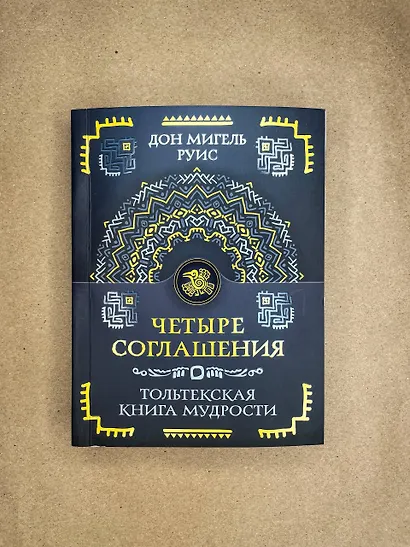 ДОН МИГЕЛЬ
РУИС
ЧЕТЫРЕ
СОГЛАШЕНИЯ
ТОЛЬТЕКСКАЯ
КНИГА МУДРОСТИ